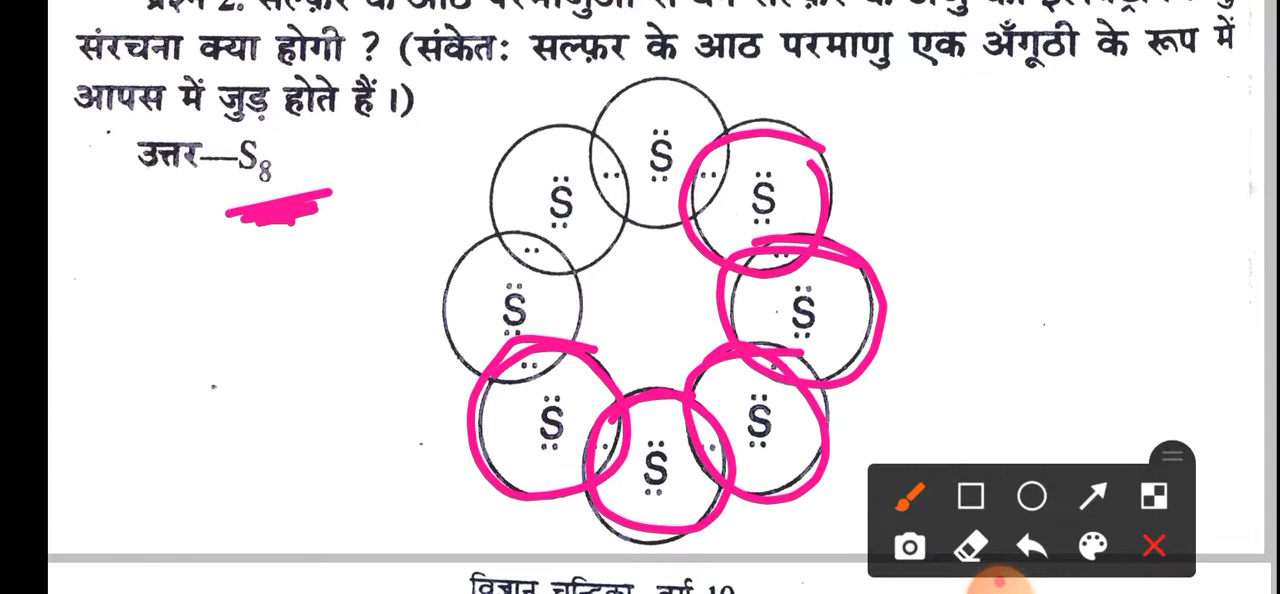 संरचना क्या होगी ? (संकेत: सल्फ़र के आठ परमाणु एक अँगूठी के रूप में
आपस में जुड़ होते हैं ।)
उत्तर—S₈
S
S
S
S
S
S
S
S